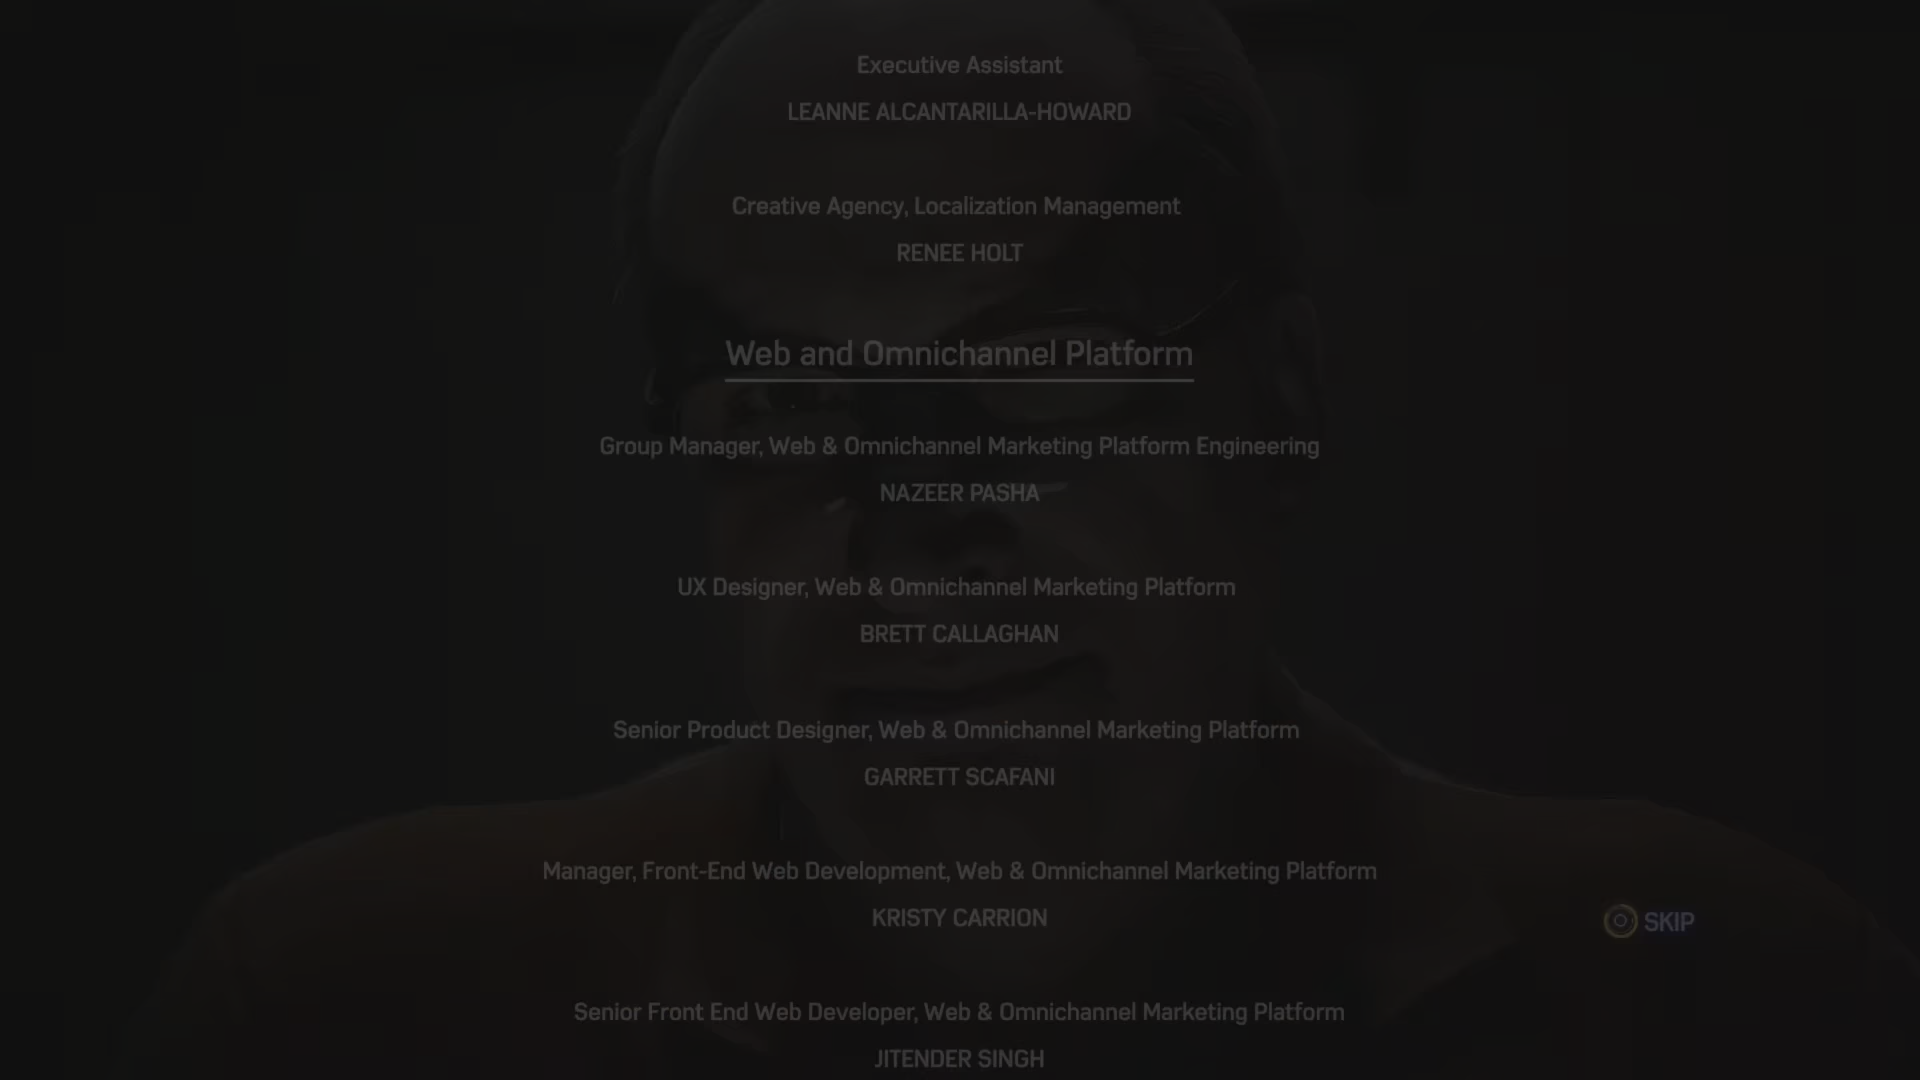 Executive Assistant
LEANNE ALCANTARILLA-HOWARD
Creative Agency, Localization Management
RENEE HOLT
Web and Omnichannel Platform
Group Manager, Web & Omnichannel Marketing Platform Engineering
NAZEER PASHA
UX Designer, Web & Omnichannel Marketing Platform
BRETT CALLAGHAN
Senior Product Designer, Web & Omnichannel Marketing Platform
GARRETT SCAFANI
Manager, Front-End Web Development, Web & Omnichannel Marketing Platform
KRISTY CARRION
SKIP
Senior Front End Web Developer, Web & Omnichannel Marketing Platform
JITENDER SINGH